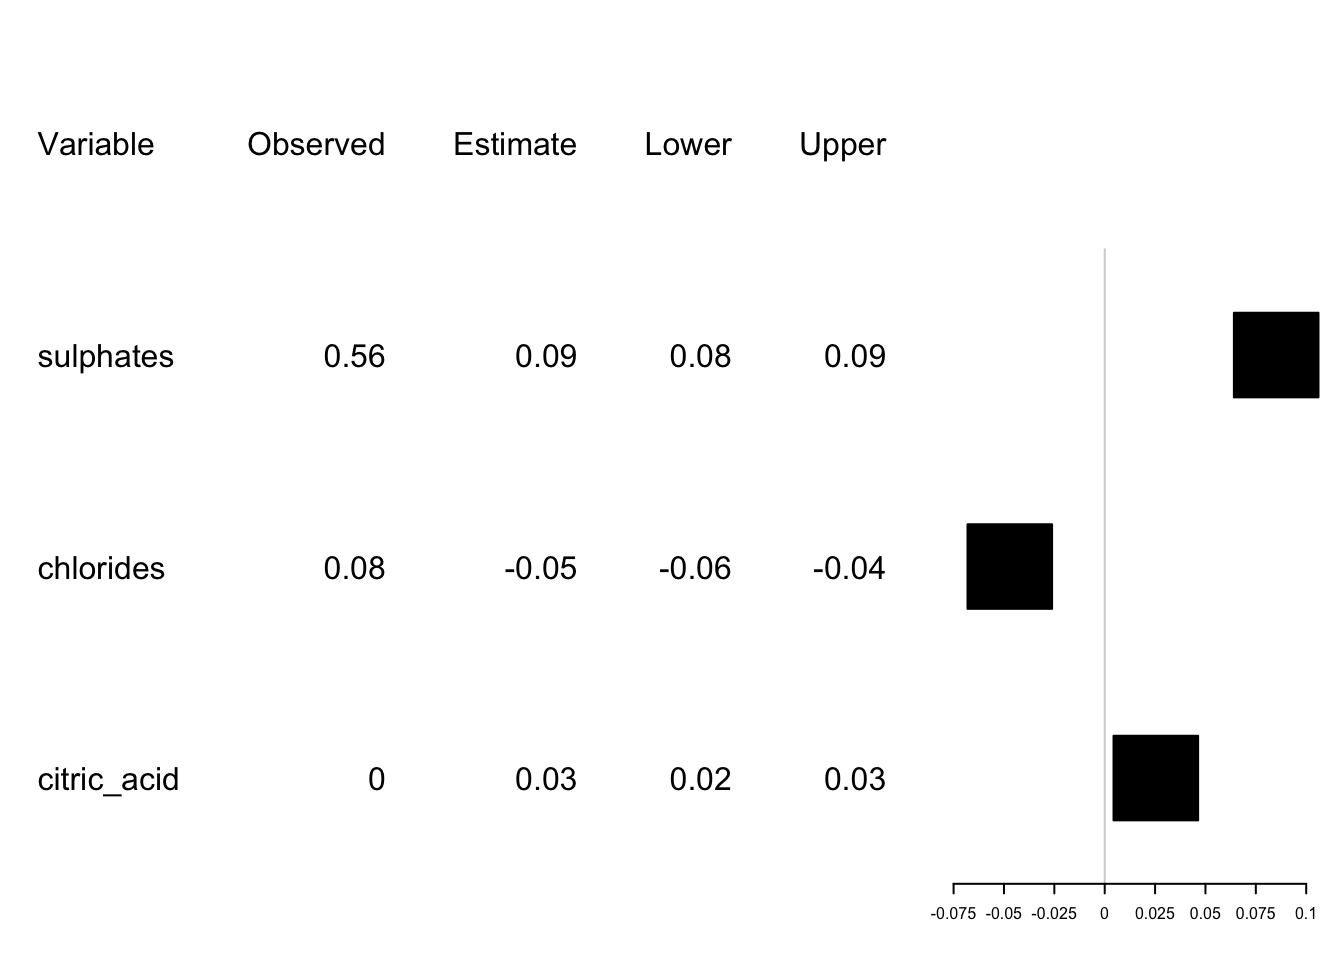 Variable Observed Estimate Lower Upper
sulphates 0.56 0.09 0.08 0.09
chlorides 0.08 -0.05 -0.06 -0.04
citric_acid 0 0.03 0.02 0.03
-0.075 -0.05 -0.025 0 0.025 0.05 0.075 0.1